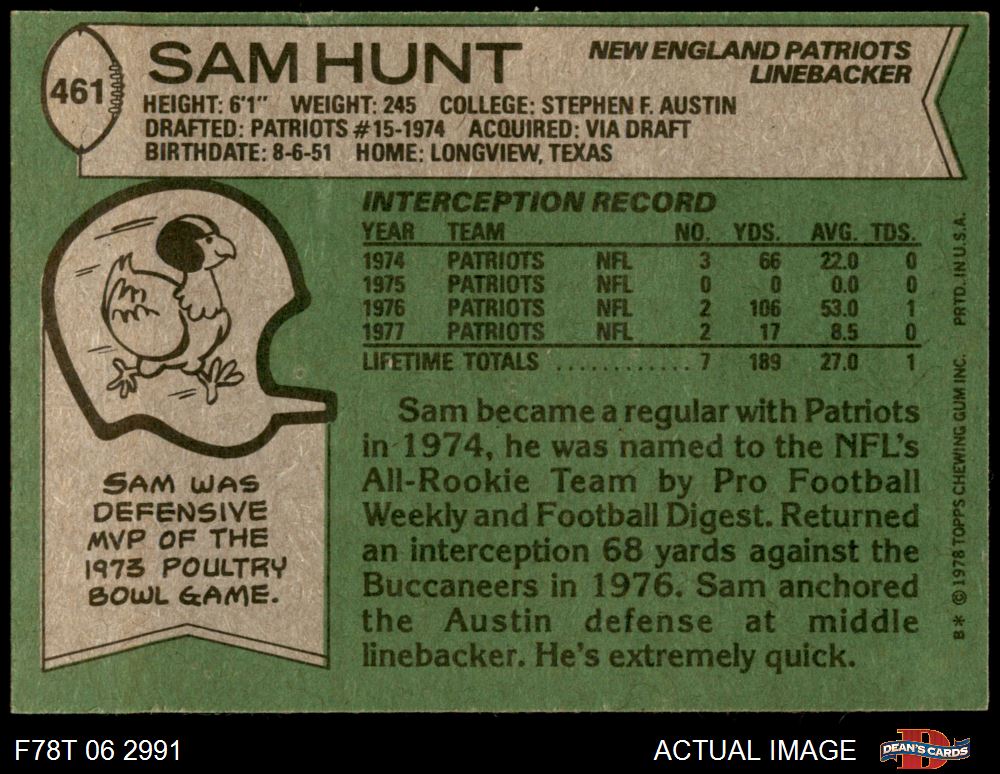 461
SAM HUNT
NEW ENGLAND PATRIOTS
LINEBACKER
HEIGHT: 6'1" WEIGHT: 245 COLLEGE: STEPHEN F. AUSTIN
DRAFTED: PATRIOTS #15-1974 ACQUIRED: VIA DRAFT
BIRTHDATE: 8-6-51 HOME: LONGVIEW, TEXAS
INTERCEPTION RECORD
YEAR TEAM NO. YDS. AVG. TDS.
1974 PATRIOTS NFL 3 66 22.0 0
1975 PATRIOTS NFL 0 0 0.0 0
1976 PATRIOTS NFL 2 106 53.0 1
1977 PATRIOTS NFL 2 17 8.5 0
LIFETIME TOTALS ............ 7 189 27.0 1
Sam became a regular with Patriots
in 1974, he was named to the NFL's
All-Rookie Team by Pro Football
Weekly and Football Digest. Returned
an interception 68 yards against the
Buccaneers in 1976. Sam anchored
the Austin defense at middle
linebacker. He's extremely quick.
SAM WAS
DEFENSIVE
MVP OF THE
1973 POULTRY
BOWL GAME.
B* © 1978 TOPPS CHEWING GUM INC. PRTD. IN U.S.A.
F78T 06 2991
ACTUAL IMAGE
DEAN'S CARDS